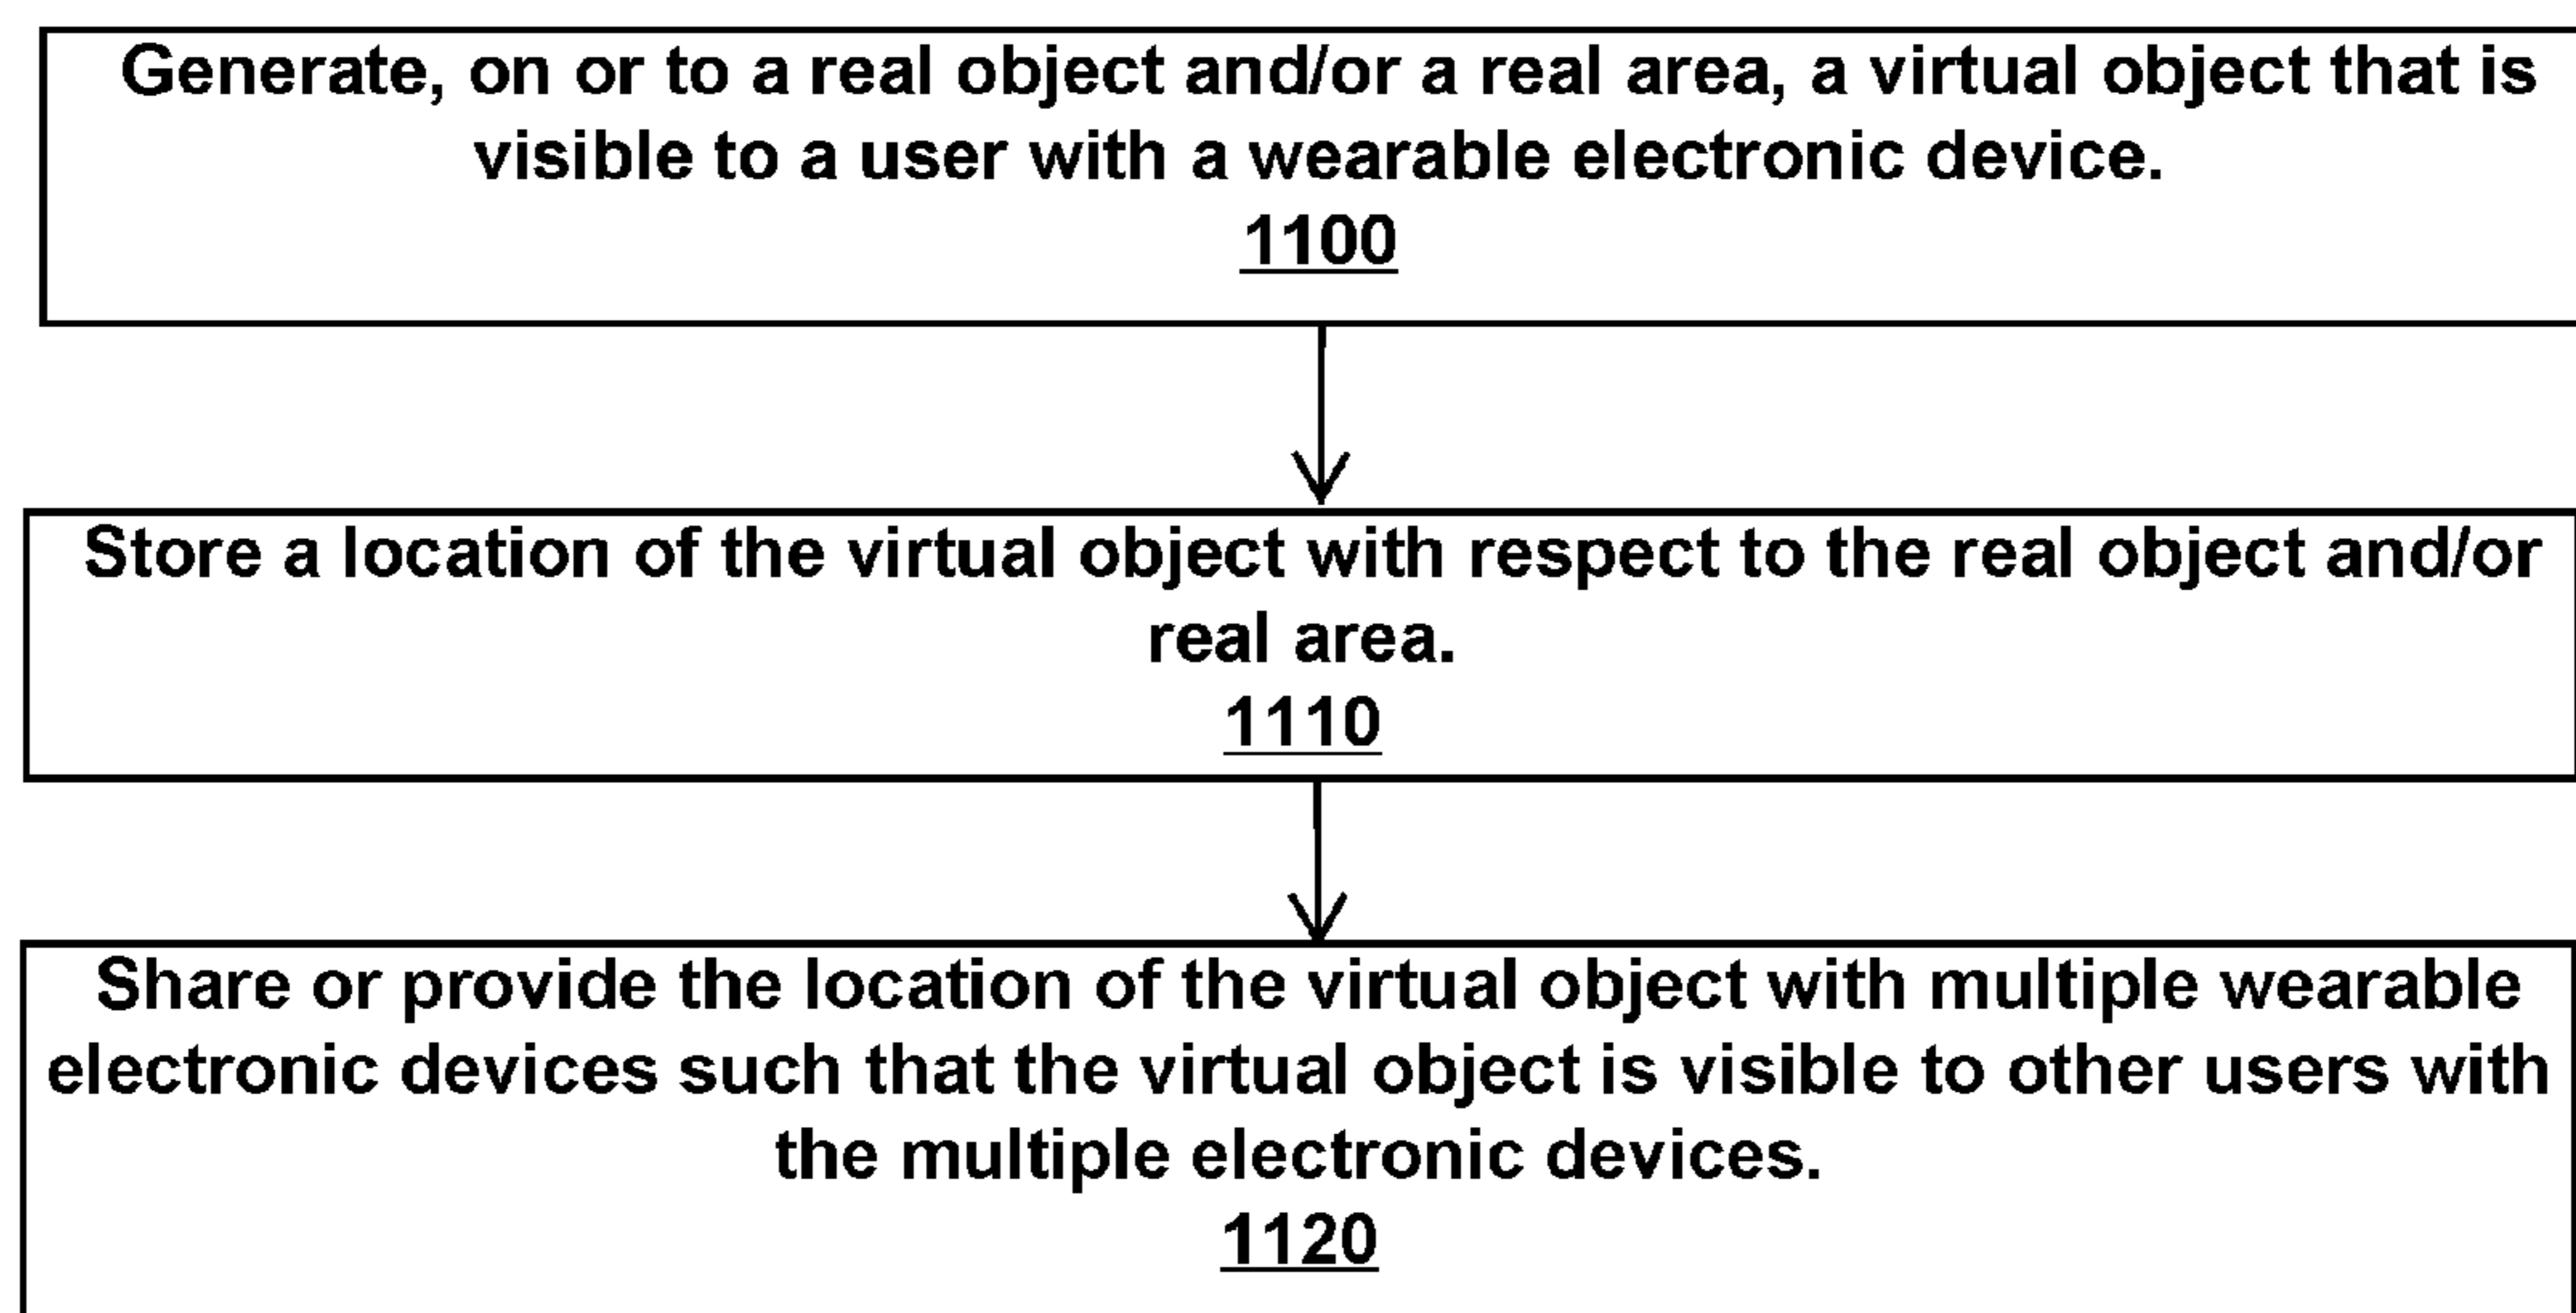 Generate, on or to a real object and/or a real area, a virtual object that is
visible to a user with a wearable electronic device.
1100
Store a location of the virtual object with respect to the real object and/or
real area.
1110
Share or provide the location of the virtual object with multiple wearable
electronic devices such that the virtual object is visible to other users with
the multiple electronic devices.
1120